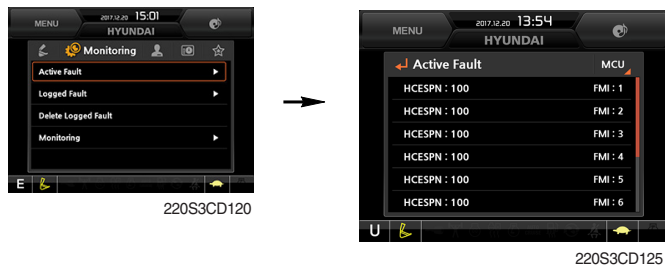 MENU
2017.12.20 15:01
HYUNDAI
Monitoring
Active Fault
Logged Fault
Delete Logged Fault
Monitoring
E
220S3CD120
MENU
2017.12.20 13:54
HYUNDAI
Active Fault MCU
HCESPN : 100 FMI : 1
HCESPN : 100 FMI : 2
HCESPN : 100 FMI : 3
HCESPN : 100 FMI : 4
HCESPN : 100 FMI : 5
HCESPN : 100 FMI : 6
U
220S3CD125